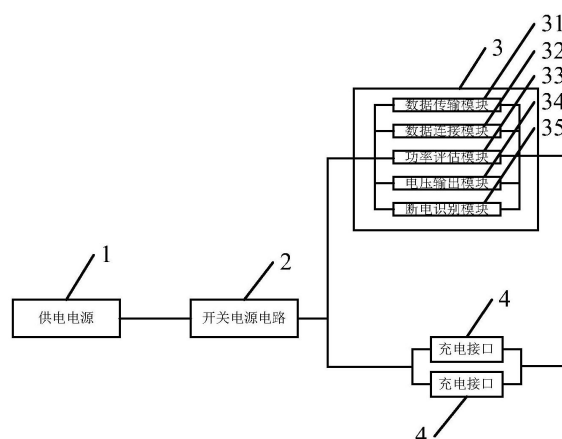 31
32
33
34
35
3
数据传输模块
数据连接模块
功率评估模块
电压输出模块
断电识别模块
1
2
供电电源
开关电源电路
4
充电接口
充电接口
4